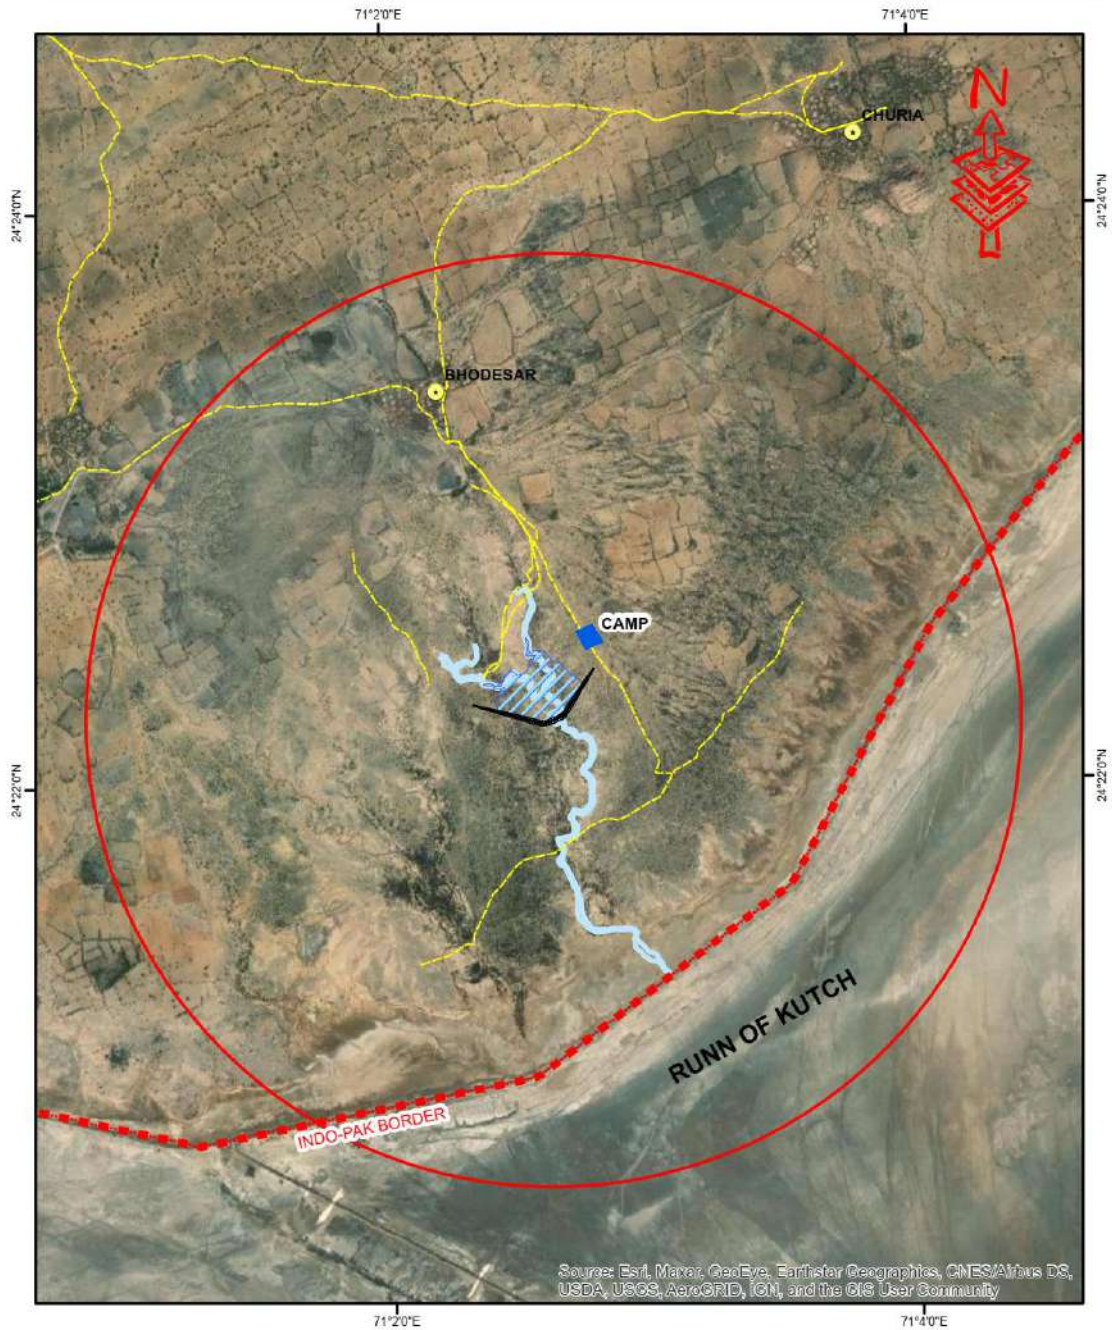 71°2'0"E
71°4'0"E
N
CHURIA
24°24'0"N
24°24'0"N
BHODESAR
CAMP
24°22'0"N
24°22'0"N
RUNN OF KUTCH
INDO-PAK BORDER
Source: Esri, Maxar, GeoEye, Earthstar Geographics, CNES/Airbus DS,
USDA, USGS, AeroGRID, IGN, and the GIS User Community
71°2'0"E
71°4'0"E